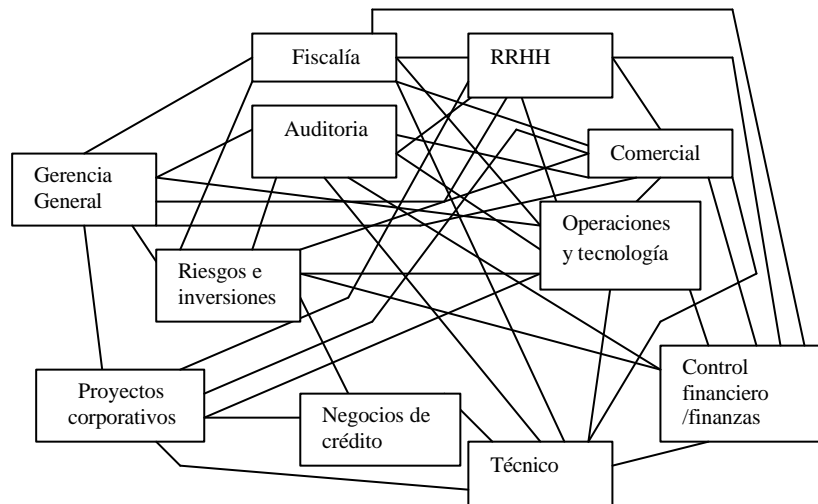 Fiscalía
RRHH
Auditoria
Comercial
Gerencia
General
Operaciones
y tecnología
Riesgos e
inversiones
Control
financiero
/finanzas
Proyectos
corporativos
Negocios de
crédito
Técnico